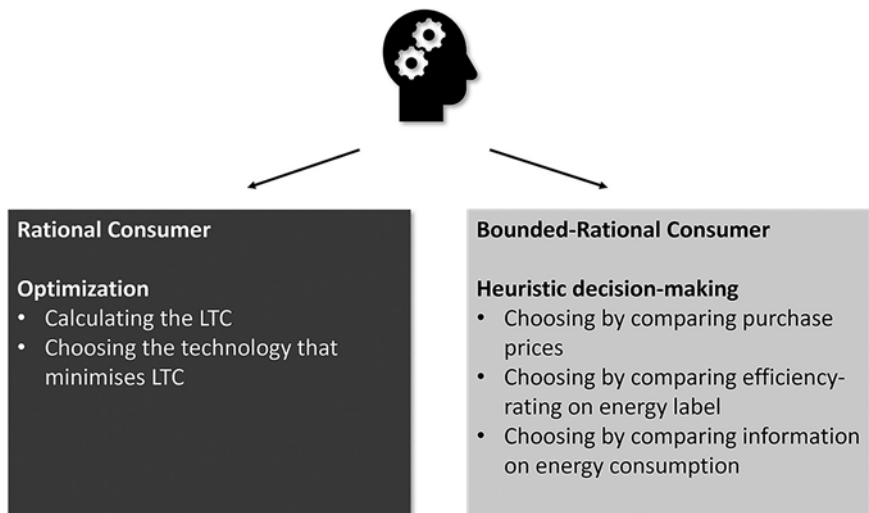 Rational Consumer
Optimization
• Calculating the LTC
• Choosing the technology that
minimises LTC
Bounded-Rational Consumer
Heuristic decision-making
• Choosing by comparing purchase
prices
• Choosing by comparing efficiency-
rating on energy label
• Choosing by comparing information
on energy consumption